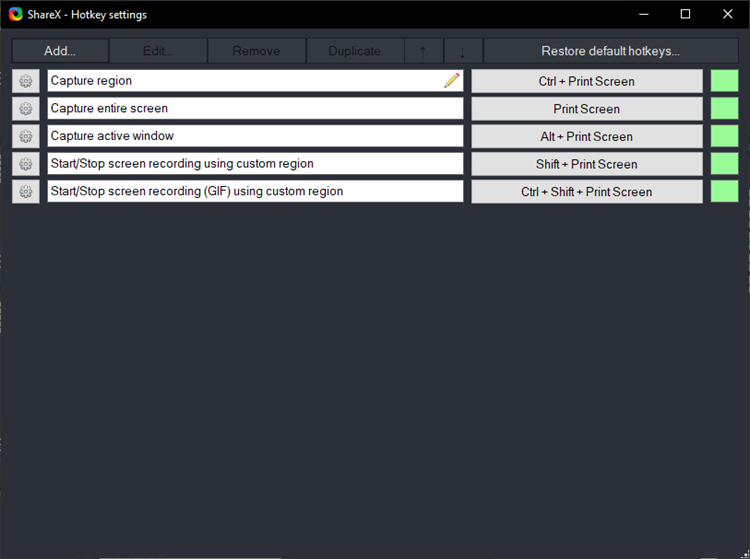 ShareX - Hotkey settings
Add... Edit... Remove Duplicate ↑ ↓ Restore default hotkeys...
Capture region Ctrl + Print Screen
Capture entire screen Print Screen
Capture active window Alt + Print Screen
Start/Stop screen recording using custom region Shift + Print Screen
Start/Stop screen recording (GIF) using custom region Ctrl + Shift + Print Screen